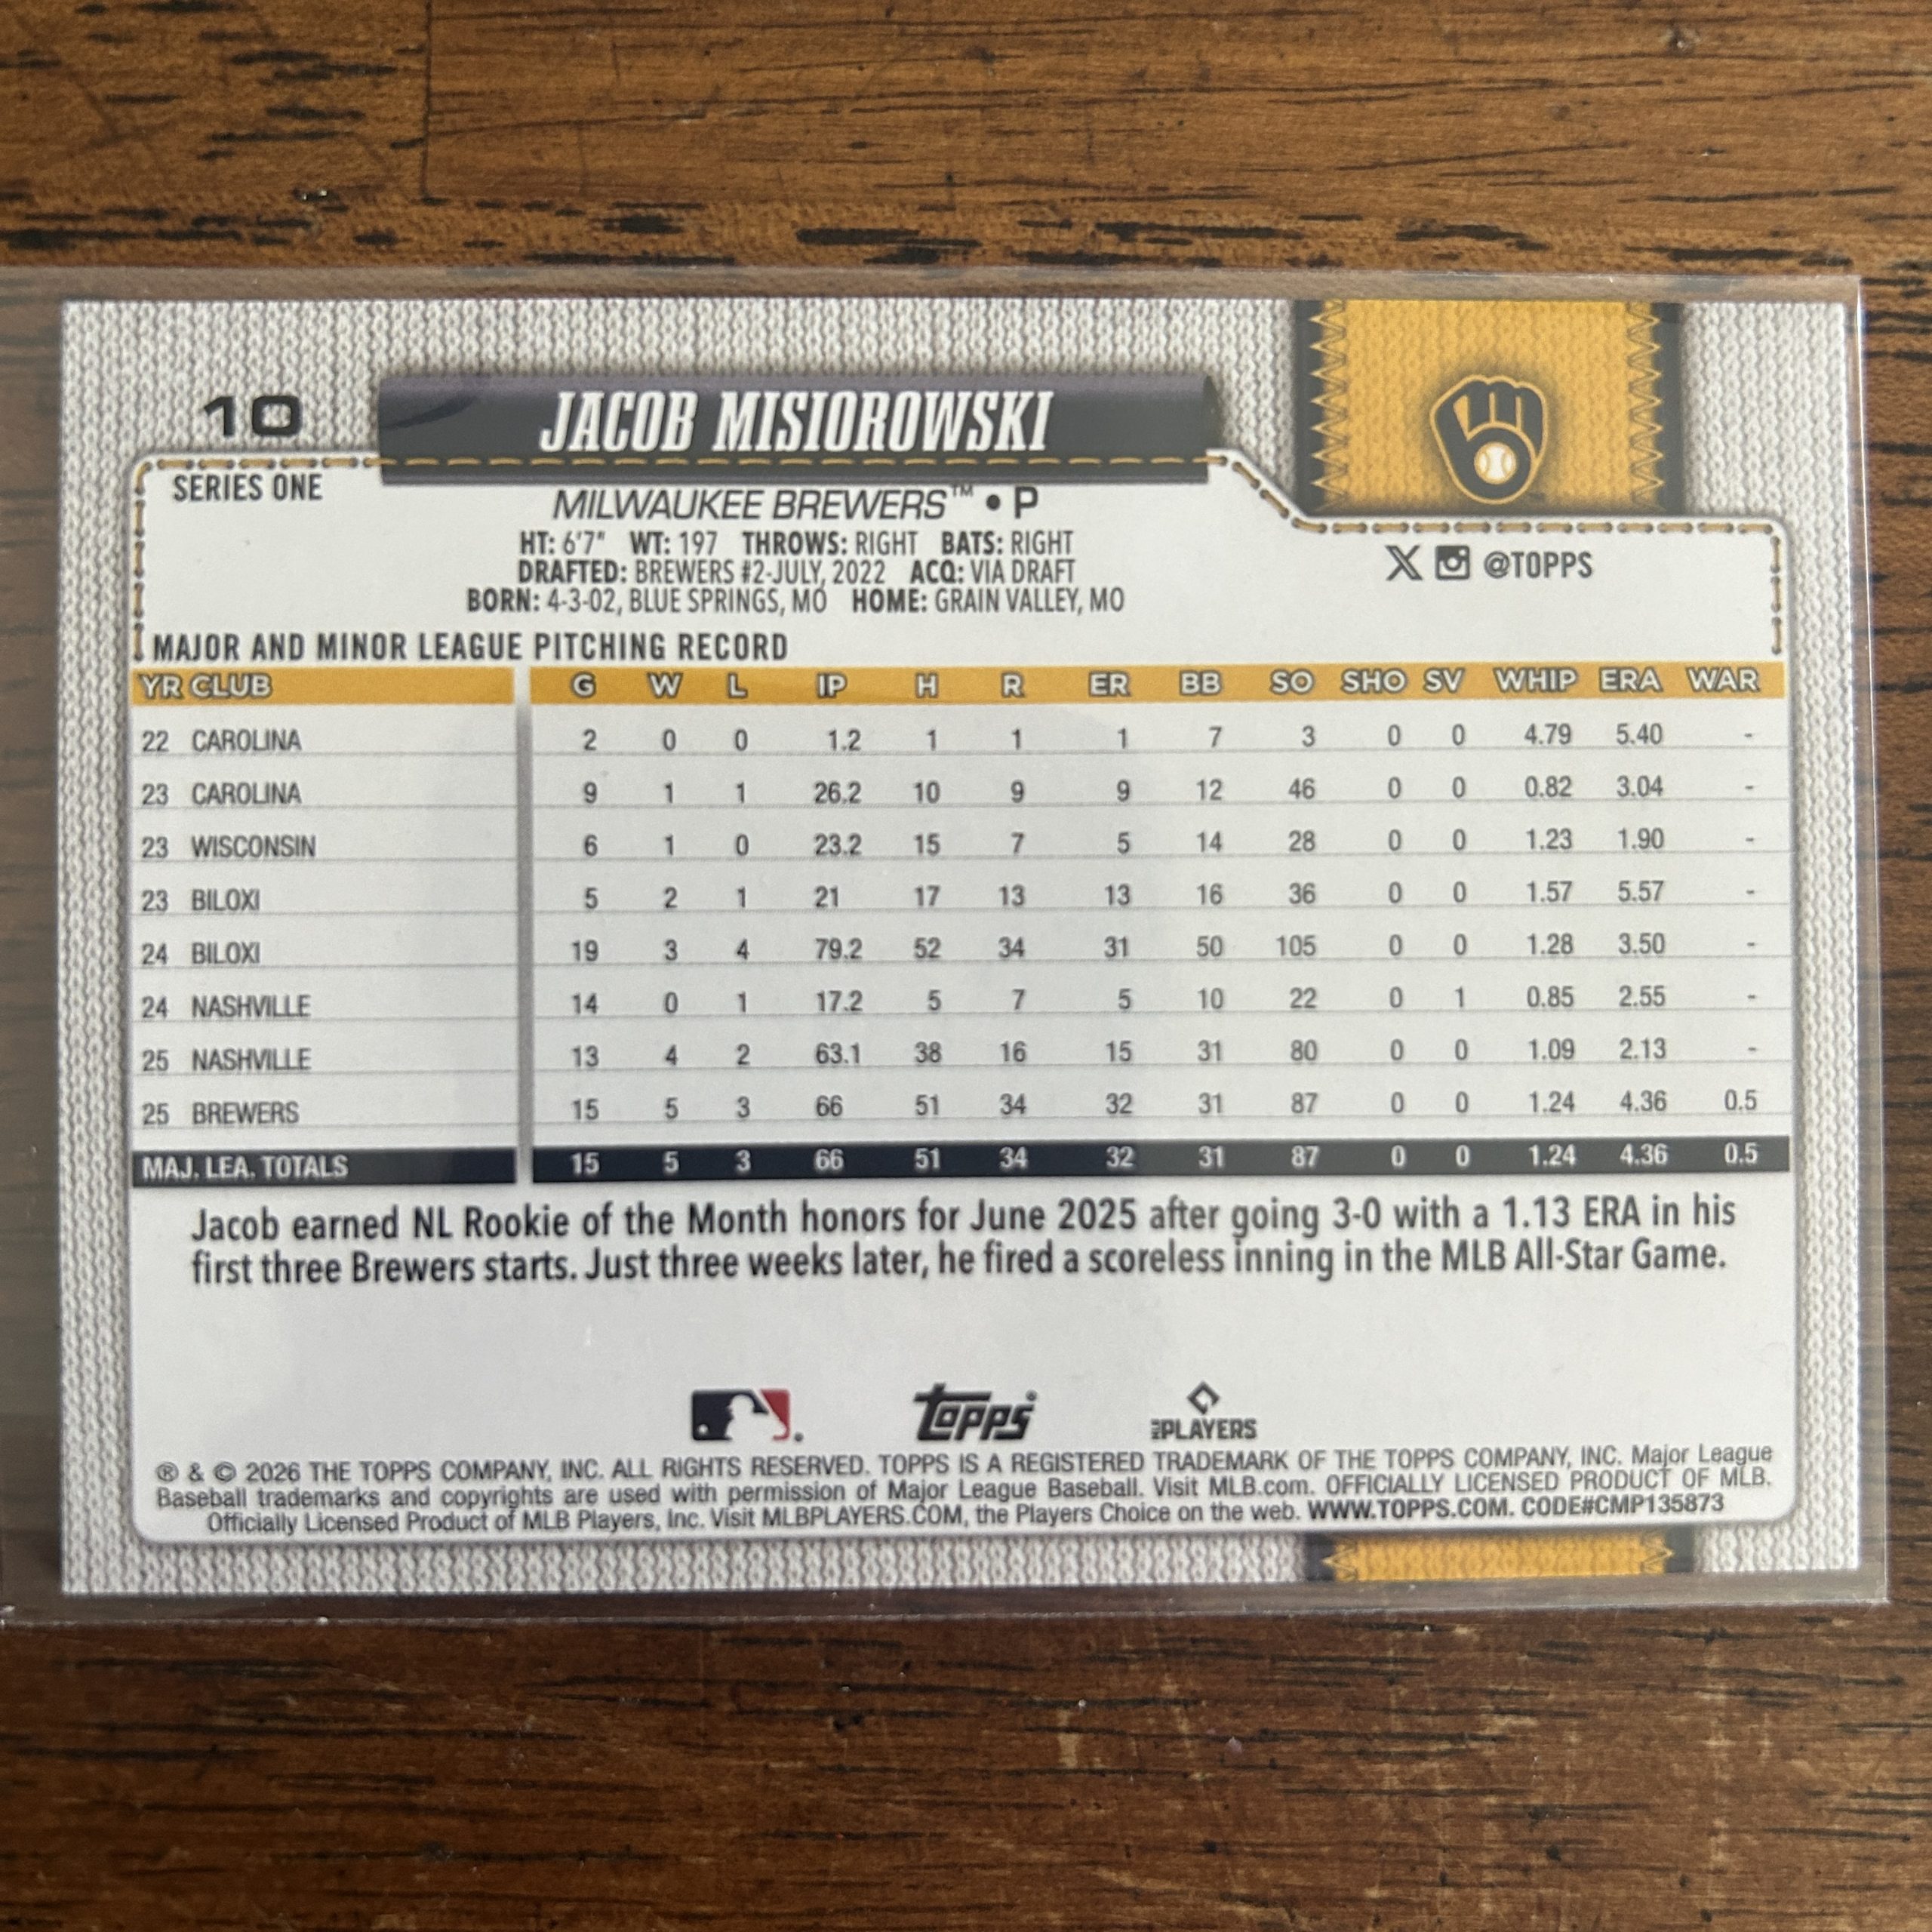 10
JACOB MISIOROWSKI
SERIES ONE
MILWAUKEE BREWERS™ • P
HT: 6'7" WT: 197 THROWS: RIGHT BATS: RIGHT
DRAFTED: BREWERS #2-JULY, 2022 ACQ: VIA DRAFT
BORN: 4-3-02, BLUE SPRINGS, MO HOME: GRAIN VALLEY, MO
@TOPPS
MAJOR AND MINOR LEAGUE PITCHING RECORD
YR CLUB G W L IP H R ER BB SO SHO SV WHIP ERA WAR
22 CAROLINA 2 0 0 1.2 1 1 1 7 3 0 0 4.79 5.40 -
23 CAROLINA 9 1 1 26.2 10 9 9 12 46 0 0 0.82 3.04 -
23 WISCONSIN 6 1 0 23.2 15 7 5 14 28 0 0 1.23 1.90 -
23 BILOXI 5 2 1 21 17 13 13 16 36 0 0 1.57 5.57 -
24 BILOXI 19 3 4 79.2 52 34 31 50 105 0 0 1.28 3.50 -
24 NASHVILLE 14 0 1 17.2 5 7 5 10 22 0 1 0.85 2.55 -
25 NASHVILLE 13 4 2 63.1 38 16 15 31 80 0 0 1.09 2.13 -
25 BREWERS 15 5 3 66 51 34 32 31 87 0 0 1.24 4.36 0.5
MAJ. LEA. TOTALS 15 5 3 66 51 34 32 31 87 0 0 1.24 4.36 0.5
Jacob earned NL Rookie of the Month honors for June 2025 after going 3-0 with a 1.13 ERA in his
first three Brewers starts. Just three weeks later, he fired a scoreless inning in the MLB All-Star Game.
topps
MLB PLAYERS
® & © 2026 THE TOPPS COMPANY, INC. ALL RIGHTS RESERVED. TOPPS IS A REGISTERED TRADEMARK OF THE TOPPS COMPANY, INC. Major League
Baseball trademarks and copyrights are used with permission of Major League Baseball. Visit MLB.com. OFFICIALLY LICENSED PRODUCT OF MLB.
Officially Licensed Product of MLB Players, Inc. Visit MLBPLAYERS.COM, the Players Choice on the web. WWW.TOPPS.COM. CODE#CMP135873